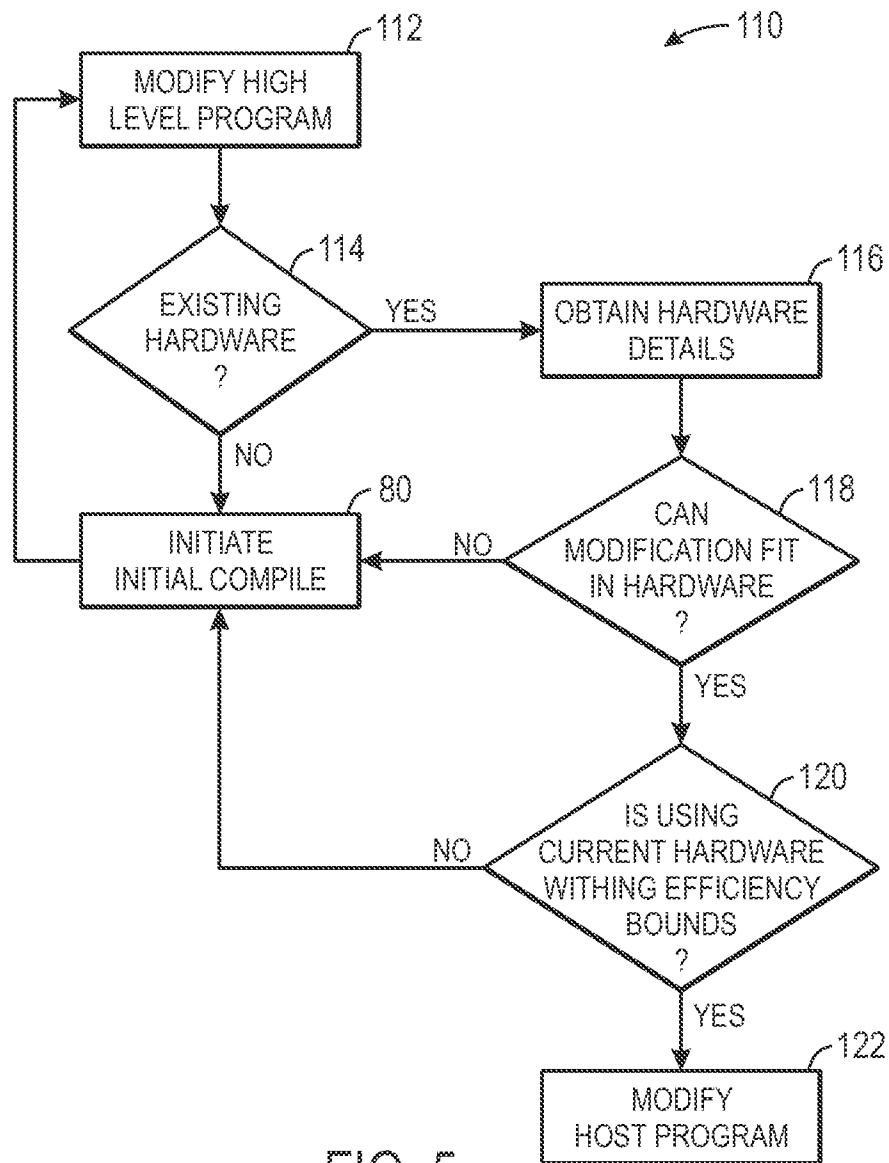 112
110
MODIFY HIGH
LEVEL PROGRAM
114
EXISTING
HARDWARE
?
YES
116
OBTAIN HARDWARE
DETAILS
NO
80
INITIATE
INITIAL COMPILE
NO
118
CAN
MODIFICATION FIT
IN HARDWARE
?
YES
120
IS USING
CURRENT HARDWARE
WITHING EFFICIENCY
BOUNDS
?
NO
YES
122
MODIFY
HOST PROGRAM
FIG. 5